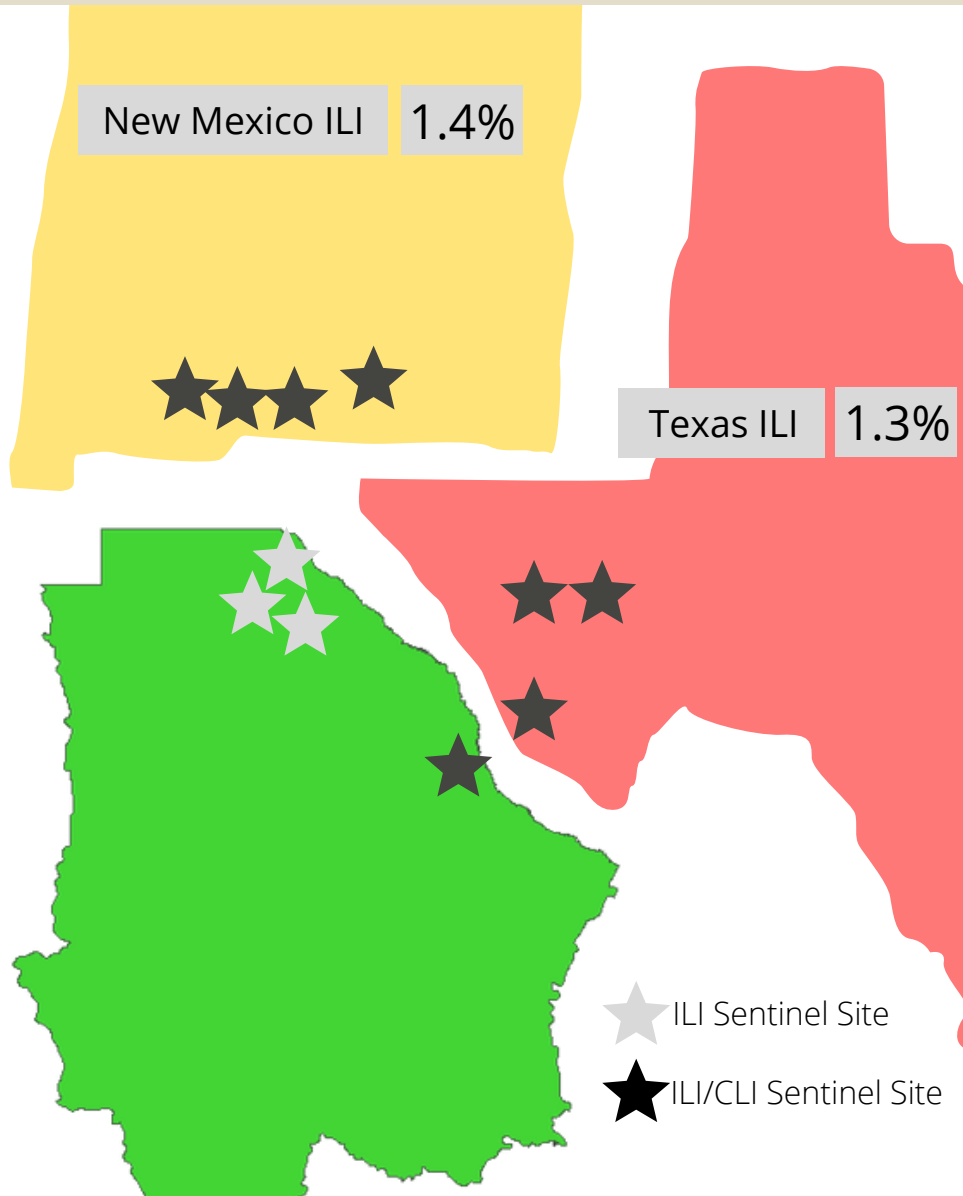 New Mexico ILI 1.4%
Texas ILI 1.3%
ILI Sentinel Site
ILI/CLI Sentinel Site